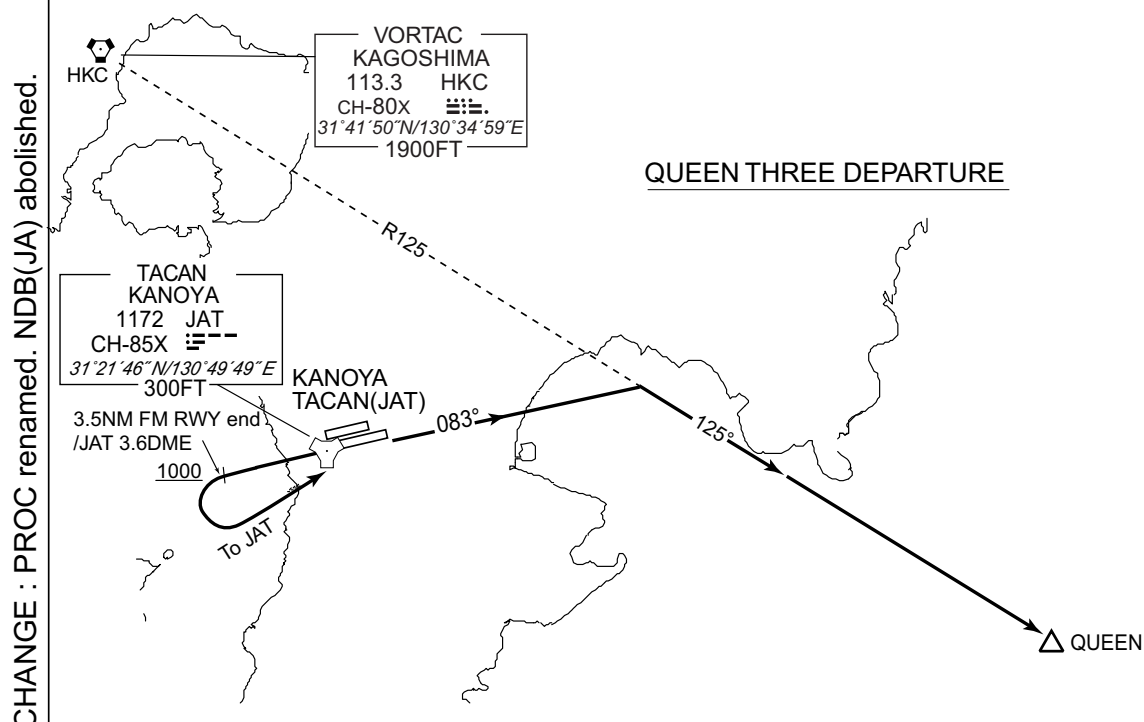 CHANGE : PROC renamed. NDB(JA) abolished.
HKC
VORTAC
KAGOSHIMA
113.3 HKC
CH-80X
31°41´50˝N/130°34´59˝E
1900FT
QUEEN THREE DEPARTURE
R125
TACAN
KANOYA
1172 JAT
CH-85X
31°21´46˝N/130°49´49˝E
300FT
KANOYA
TACAN(JAT)
3.5NM FM RWY end
/JAT 3.6DME
1000
083°
125°
To JAT
QUEEN